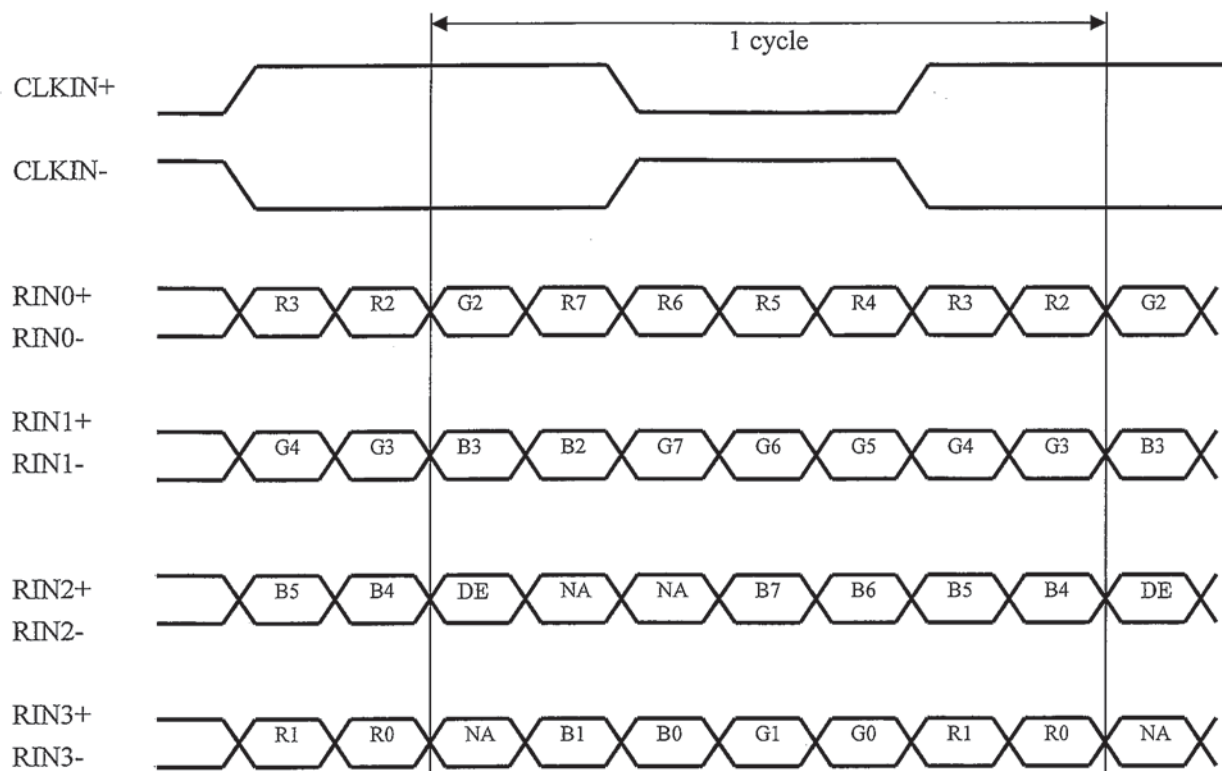 1 cycle
CLKIN+
CLKIN-
RIN0+
R3 R2 G2 R7 R6 R5 R4 R3 R2 G2
RIN0-
RIN1+
G4 G3 B3 B2 G7 G6 G5 G4 G3 B3
RIN1-
RIN2+
B5 B4 DE NA NA B7 B6 B5 B4 DE
RIN2-
RIN3+
R1 R0 NA B1 B0 G1 G0 R1 R0 NA
RIN3-